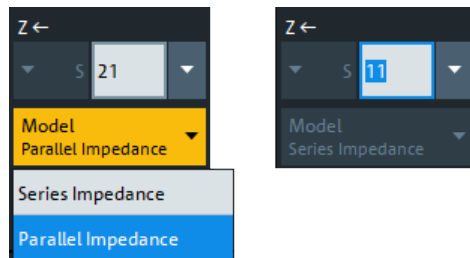 Z←
S 21
Model
Parallel Impedance
Series Impedance
Parallel Impedance
Z←
S 11
Model
Series Impedance